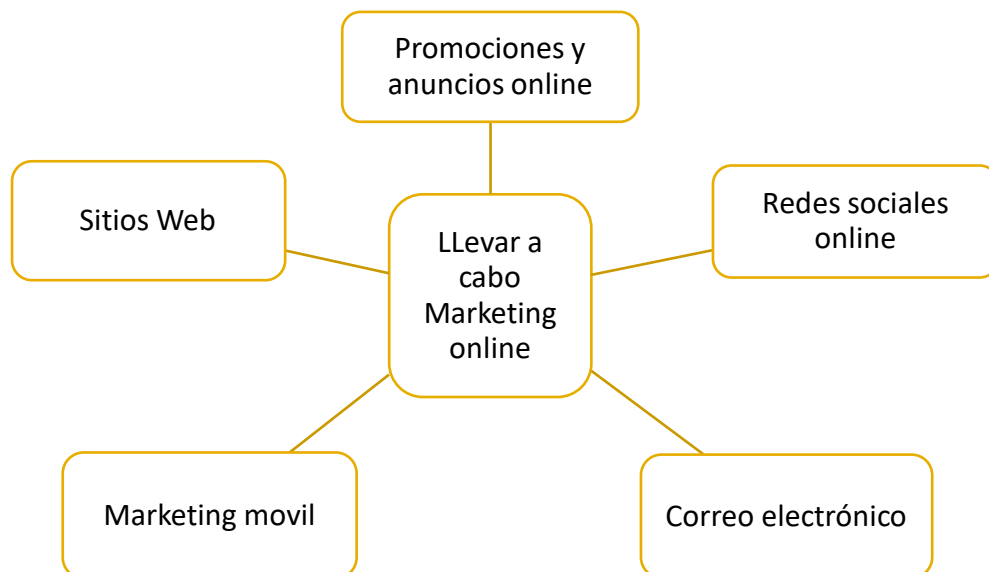 Promociones y
anuncios online
Sitios Web
Redes sociales
online
LLevar a
cabo
Marketing
online
Marketing movil
Correo electrónico